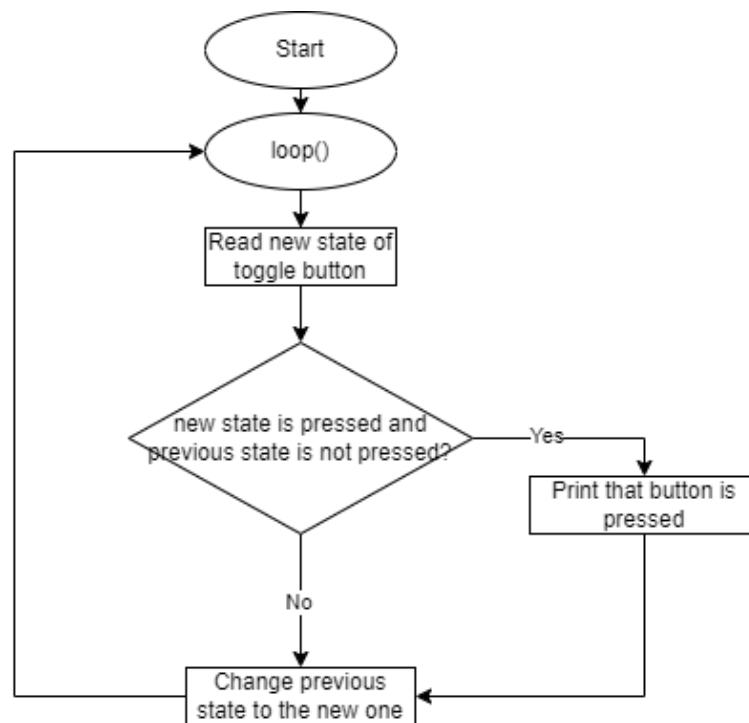 Start
loop()
Read new state of
toggle button
new state is pressed and
previous state is not pressed?
Yes
Print that button is
pressed
No
Change previous
state to the new one